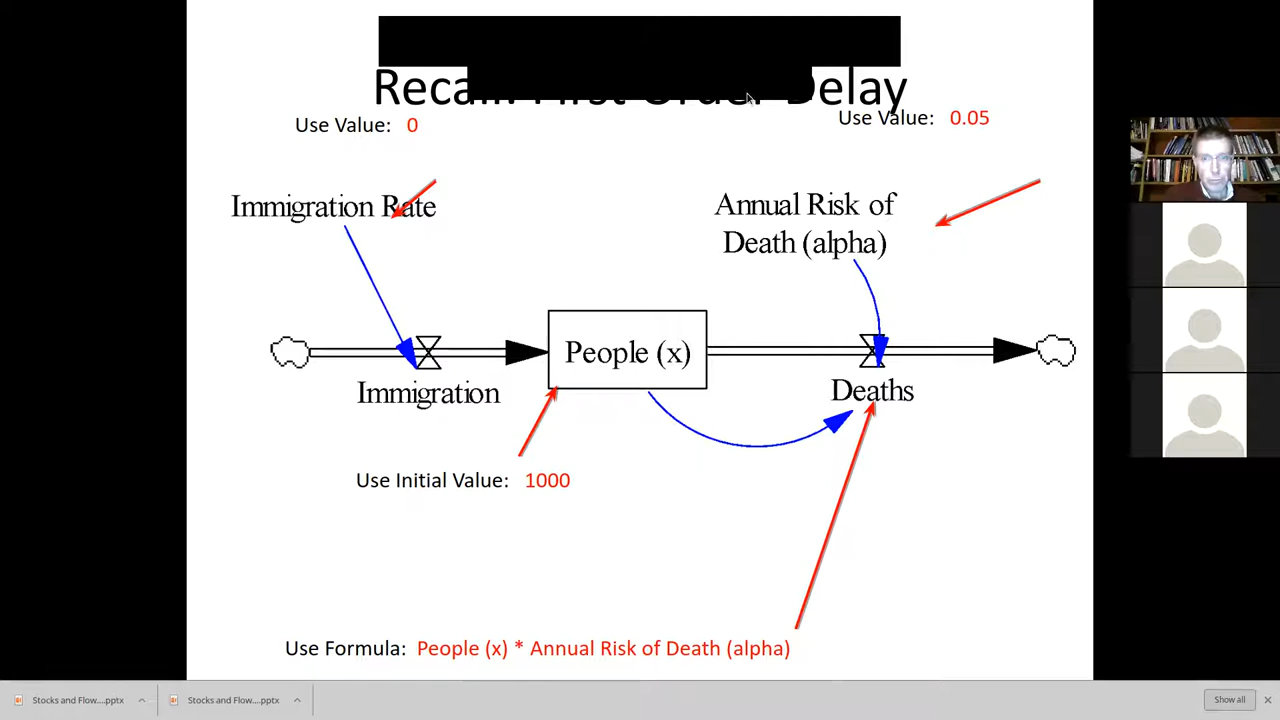 Recall: First Order Delay
Use Value: 0
Use Value: 0.05
Immigration Rate
Annual Risk of
Death (alpha)
People (x)
Immigration
Deaths
Use Initial Value: 1000
Use Formula: People (x) * Annual Risk of Death (alpha)
Stocks and Flow....pptx
Stocks and Flow....pptx
Show all